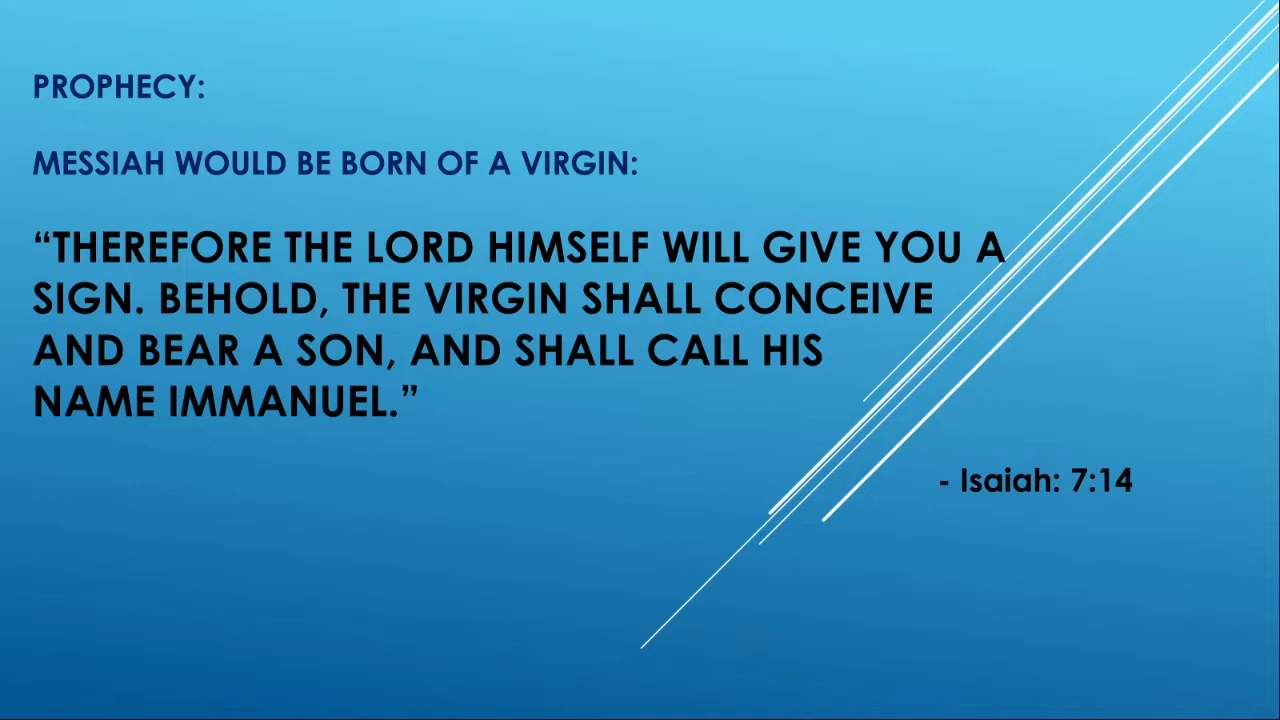 PROPHECY:
MESSIAH WOULD BE BORN OF A VIRGIN:
“THEREFORE THE LORD HIMSELF WILL GIVE YOU A
SIGN. BEHOLD, THE VIRGIN SHALL CONCEIVE
AND BEAR A SON, AND SHALL CALL HIS
NAME IMMANUEL.”
- Isaiah: 7:14